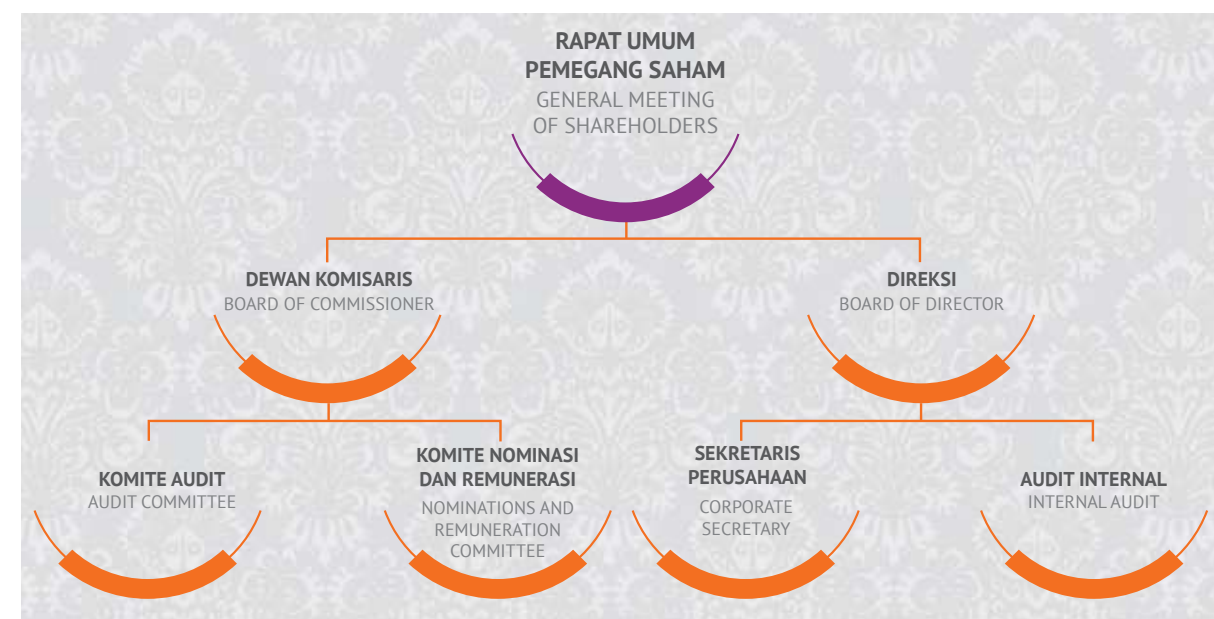 RAPAT UMUM
PEMEGANG SAHAM
GENERAL MEETING
OF SHAREHOLDERS
DEWAN KOMISARIS
BOARD OF COMMISSIONER
DIREKSI
BOARD OF DIRECTOR
KOMITE AUDIT
AUDIT COMMITTEE
KOMITE NOMINASI
DAN REMUNERASI
NOMINATIONS AND
REMUNERATION
COMMITTEE
SEKRETARIS
PERUSAHAAN
CORPORATE
SECRETARY
AUDIT INTERNAL
INTERNAL AUDIT